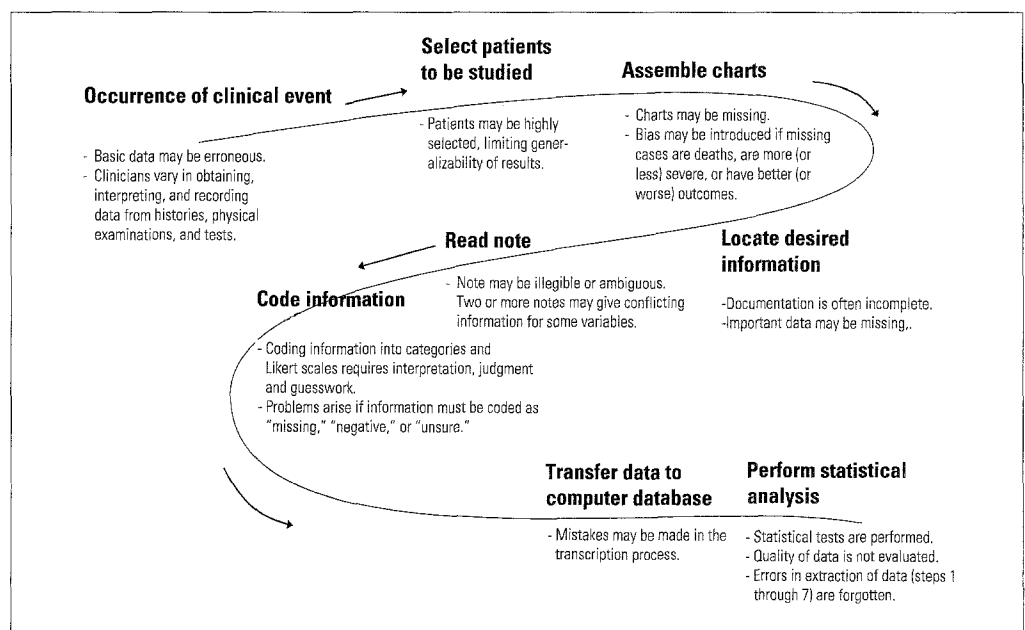 Occurrence of clinical event
- Basic data may be erroneous.
- Clinicians vary in obtaining,
interpreting, and recording
data from histories, physical
examinations, and tests.
Select patients
to be studied
- Patients may be highly
selected, limiting gener-
alizability of results.
Assemble charts
- Charts may be missing.
- Bias may be introduced if missing
cases are deaths, are more (or
less) severe, or have better (or
worse) outcomes.
Locate desired
information
-Documentation is often incomplete.
-Important data may be missing,.
Read note
- Note may be illegible or ambiguous.
Two or more notes may give conflicting
information for some variables.
Code information
- Coding information into categories and
Likert scales requires interpretation, judgment
and guesswork.
- Problems arise if information must be coded as
"missing," "negative," or "unsure."
Transfer data to
computer database
- Mistakes may be made in the
transcription process.
Perform statistical
analysis
- Statistical tests are performed.
- Quality of data is not evaluated.
- Errors in extraction of data (steps 1
through 7) are forgotten.